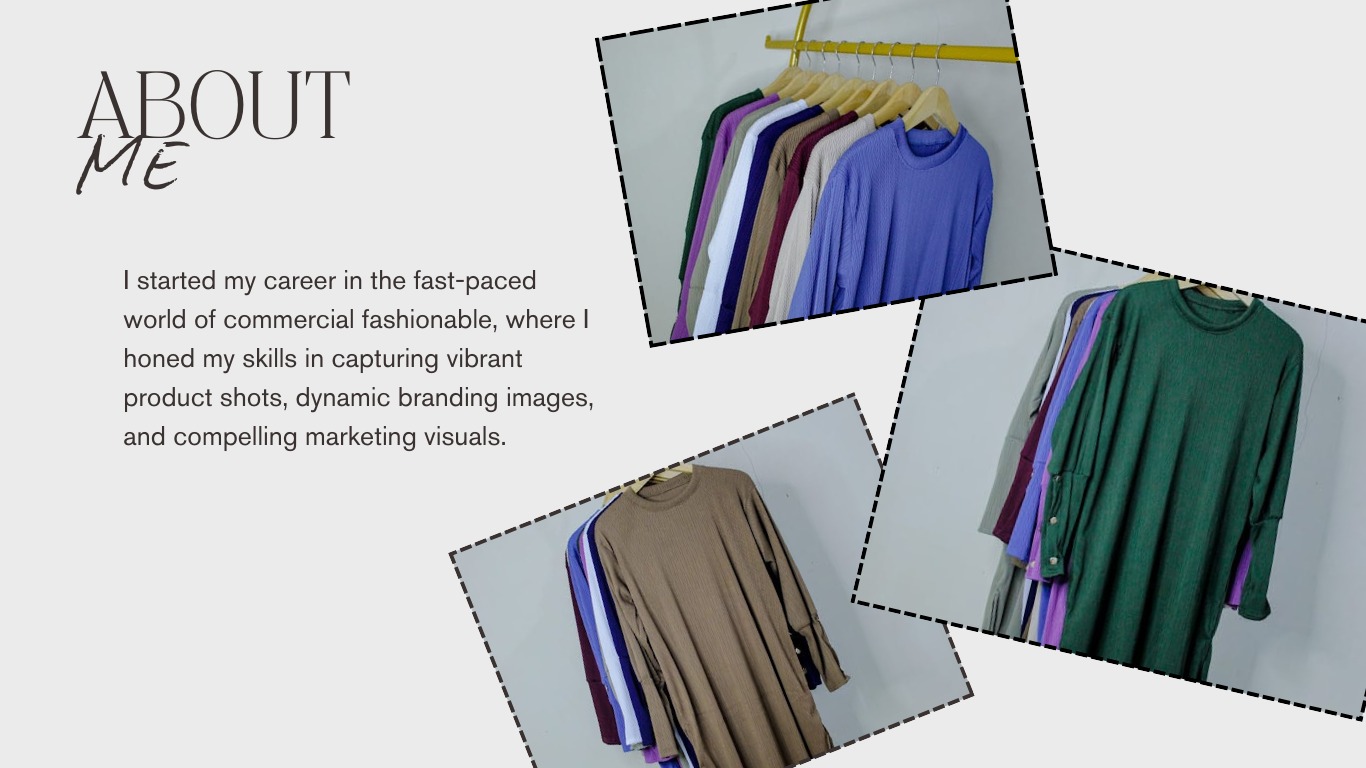 ABOUT
ME
I started my career in the fast-paced
world of commercial fashionable, where I
honed my skills in capturing vibrant
product shots, dynamic branding images,
and compelling marketing visuals.